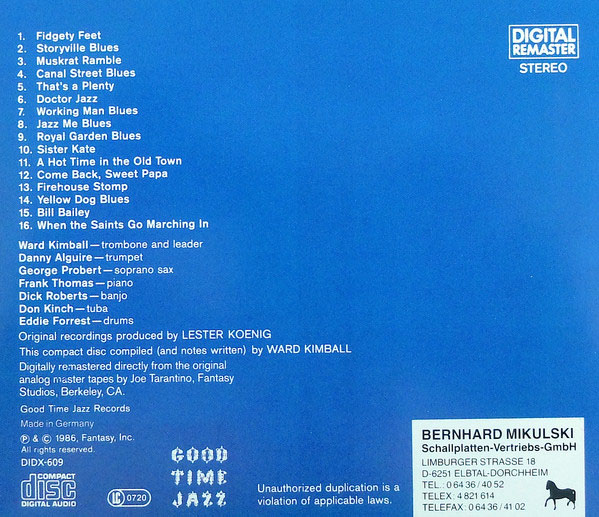 DIGITAL
REMASTER
STEREO
1. Fidgety Feet
2. Storyville Blues
3. Muskrat Ramble
4. Canal Street Blues
5. That's a Plenty
6. Doctor Jazz
7. Working Man Blues
8. Jazz Me Blues
9. Royal Garden Blues
10. Sister Kate
11. A Hot Time in the Old Town
12. Come Back, Sweet Papa
13. Firehouse Stomp
14. Yellow Dog Blues
15. Bill Bailey
16. When the Saints Go Marching In
Ward Kimball—trombone and leader
Danny Alguire—trumpet
George Probert—soprano sax
Frank Thomas—piano
Dick Roberts—banjo
Don Kinch—tuba
Eddie Forrest—drums
Original recordings produced by LESTER KOENIG
This compact disc compiled (and notes written) by WARD KIMBALL
Digitally remastered directly from the original
analog master tapes by Joe Tarantino, Fantasy
Studios, Berkeley, CA.
Good Time Jazz Records
Made in Germany
℗ & © 1986, Fantasy, Inc.
All rights reserved.
DIDX-609
COMPACT
disc
DIGITAL AUDIO
LC 0720
GOOD
TIME
JAZZ
Unauthorized duplication is a
violation of applicable laws.
BERNHARD MIKULSKI
Schallplatten-Vertriebs-GmbH
LIMBURGER STRASSE 18
D-6251 ELBTAL-DORCHHEIM
TEL.: 0 64 36 / 40 52
TELEX: 4 821 614
TELEFAX: 0 64 36 / 41 02